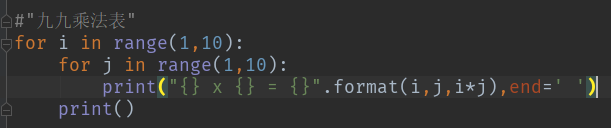 #"九九乘法表"
for i in range(1,10):
    for j in range(1,10):
        print("{} x {} = {}".format(i,j,i*j),end=' ')
    print()